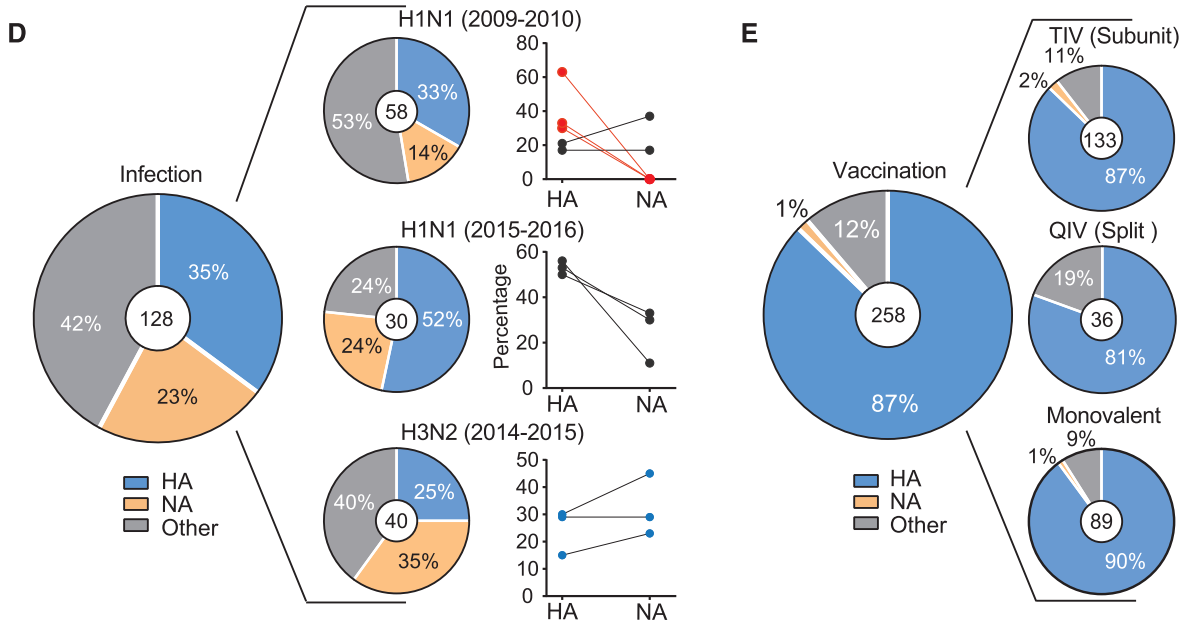 D
Infection
128
35%
23%
42%
HA
NA
Other
H1N1 (2009-2010)
58
33%
14%
53%
80
60
40
20
0
HA NA
H1N1 (2015-2016)
30
52%
24%
24%
Percentage
60
40
20
0
HA NA
H3N2 (2014-2015)
40
25%
35%
40%
50
40
30
20
10
0
HA NA
E
Vaccination
258
87%
1%
12%
HA
NA
Other
TIV (Subunit)
133
87%
2%
11%
QIV (Split )
36
81%
19%
Monovalent
89
90%
1%
9%